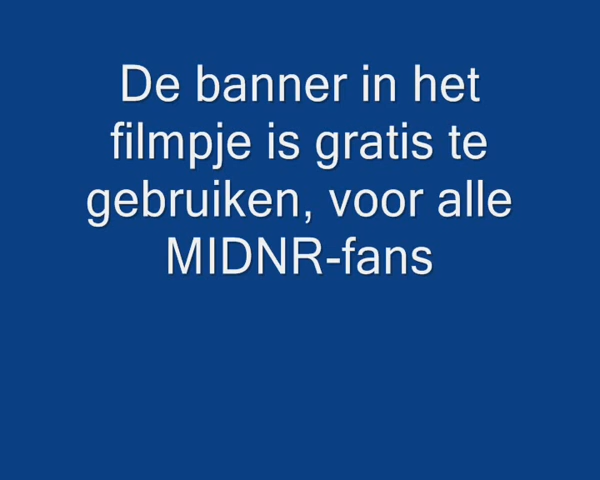 De banner in het
filmpje is gratis te
gebruiken, voor alle
MIDNR-fans